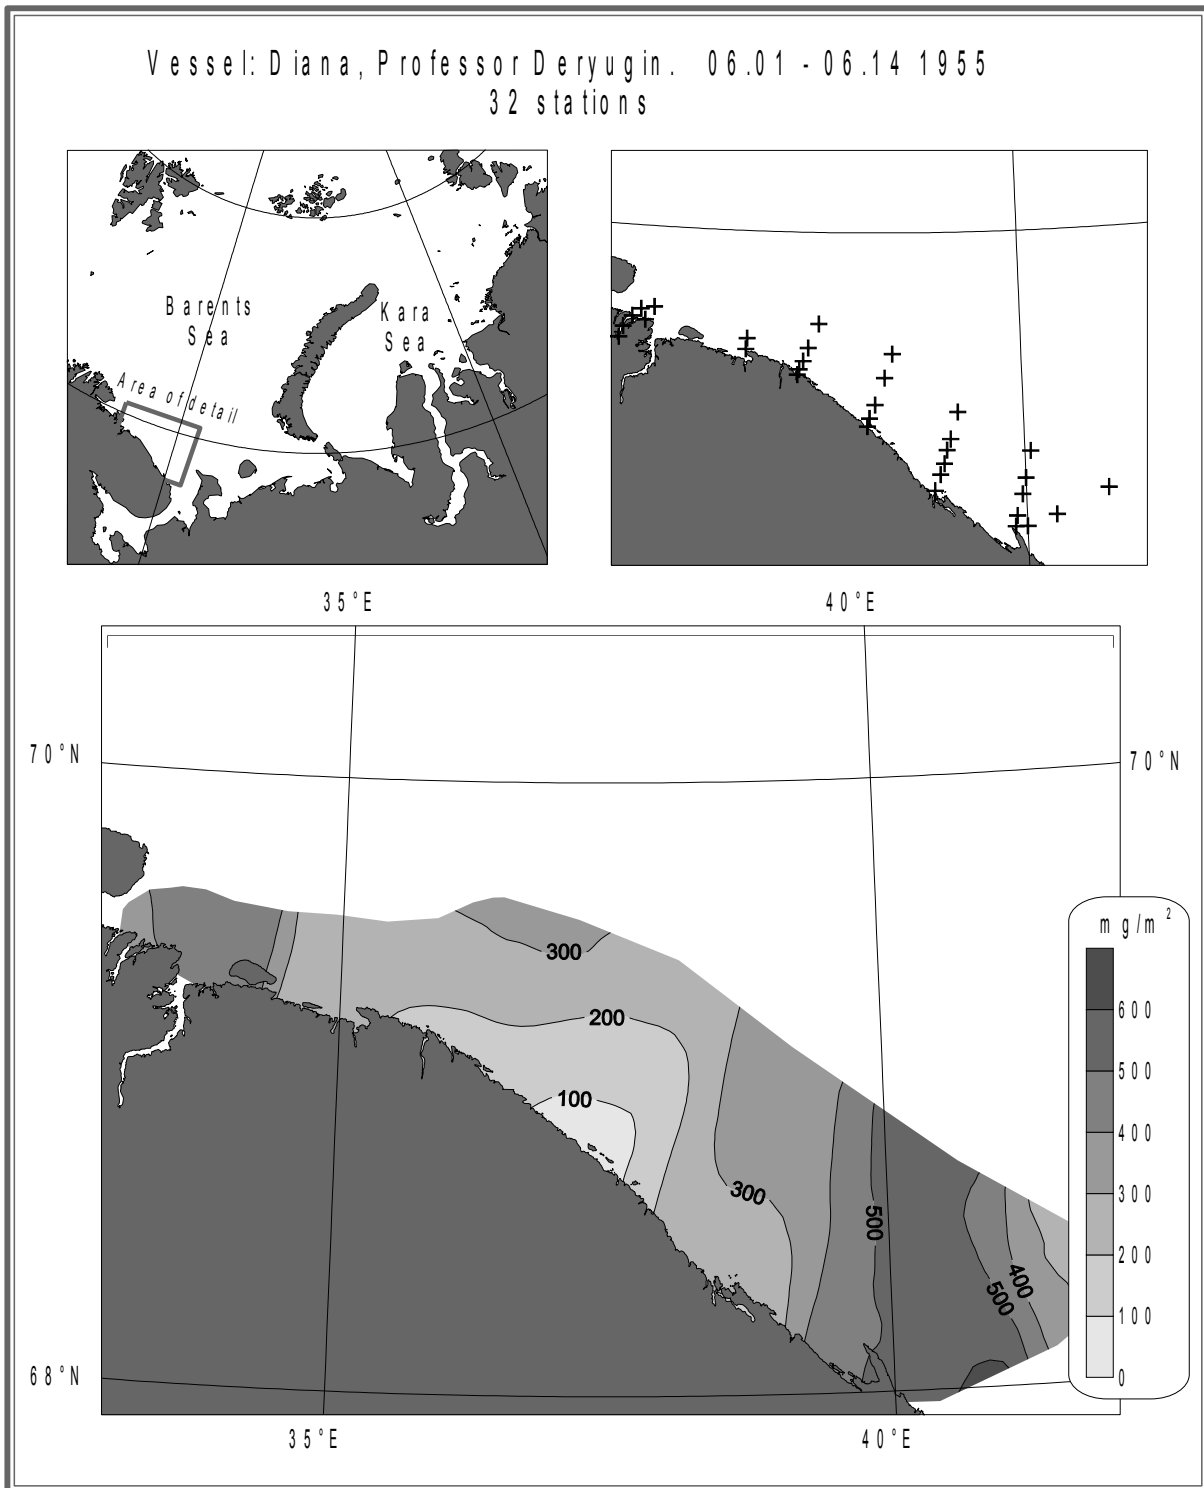 Vessel: Diana, Professor Deryugin. 06.01 - 06.14 1955
32 stations
Barents
Sea
Kara
Sea
Area of detail
35°E
40°E
70°N
70°N
mg/m²
300
600
200
500
100
400
300
300
500
200
400
500
100
68°N
0
35°E
40°E